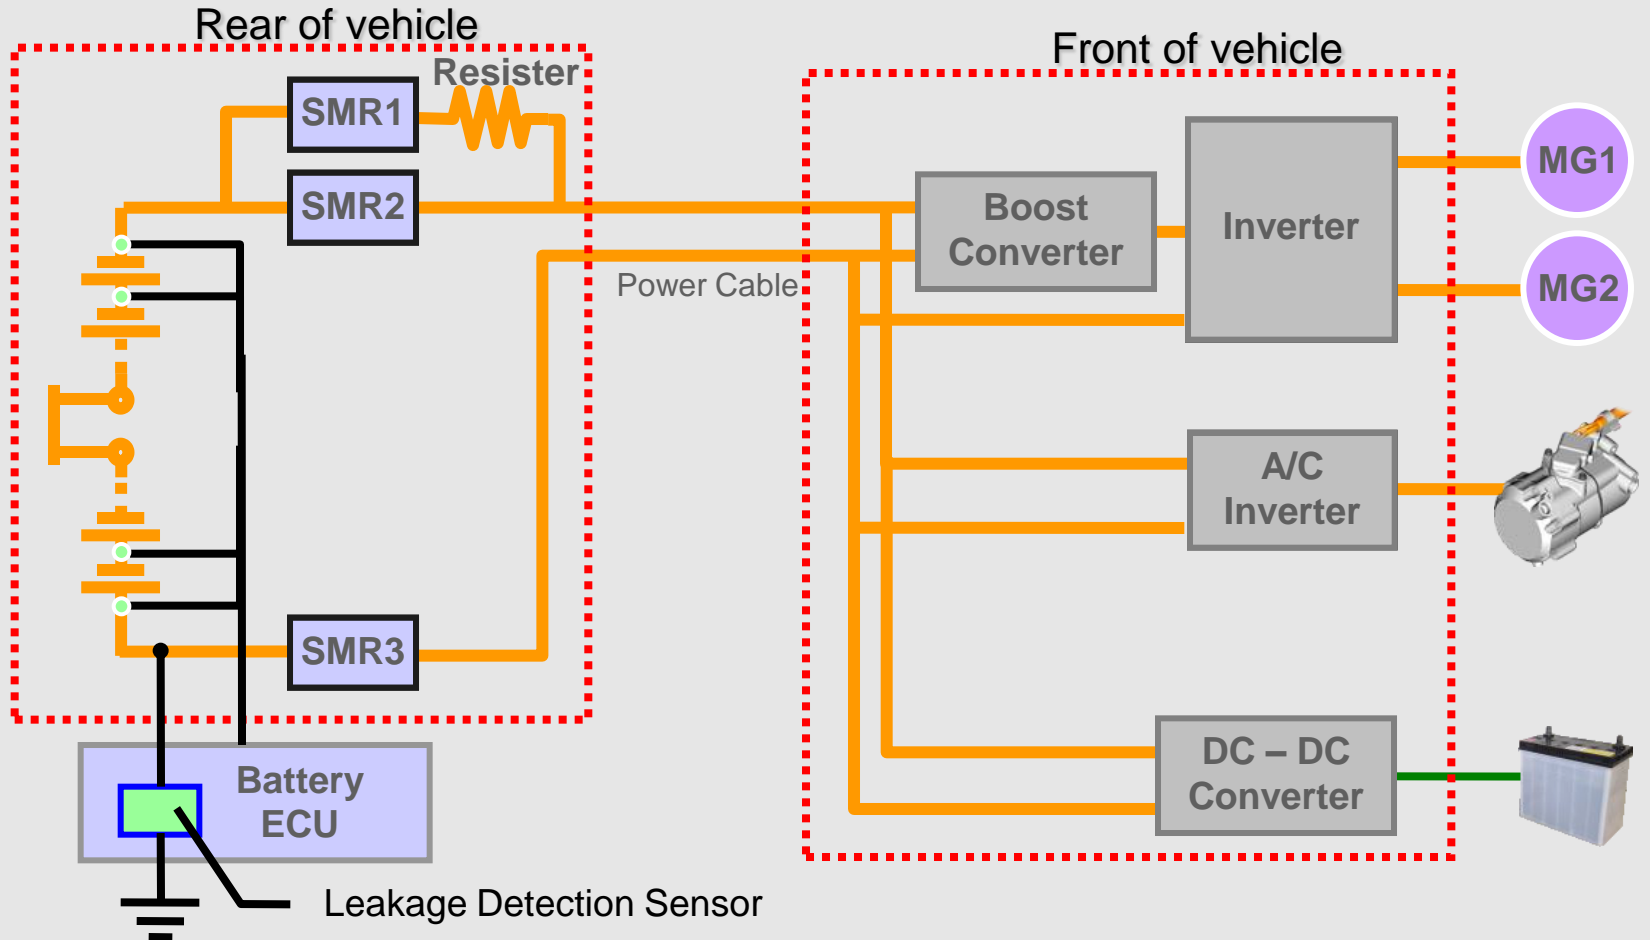 Rear of vehicle
Front of vehicle
Resister
SMR1
SMR2
Boost
Converter
Inverter
MG1
MG2
Power Cable
A/C
Inverter
SMR3
DC – DC
Converter
Battery
ECU
Leakage Detection Sensor